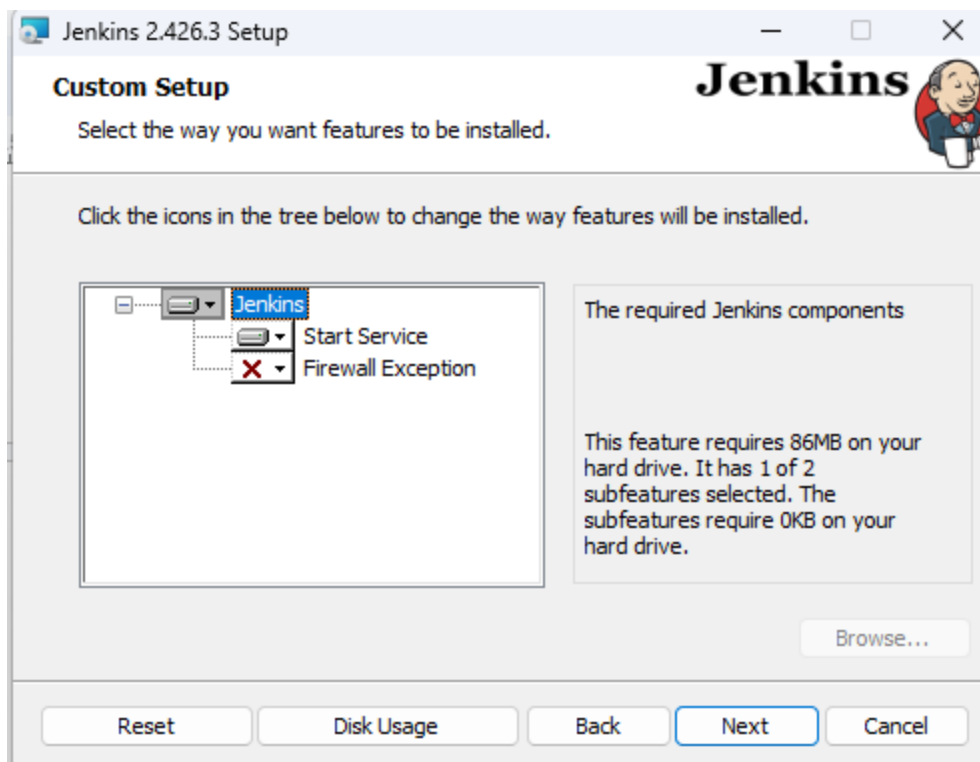 Jenkins 2.426.3 Setup
Custom Setup
Jenkins
Select the way you want features to be installed.
Click the icons in the tree below to change the way features will be installed.
Jenkins
Start Service
Firewall Exception
The required Jenkins components
This feature requires 86MB on your
hard drive. It has 1 of 2
subfeatures selected. The
subfeatures require 0KB on your
hard drive.
Browse...
Reset
Disk Usage
Back
Next
Cancel